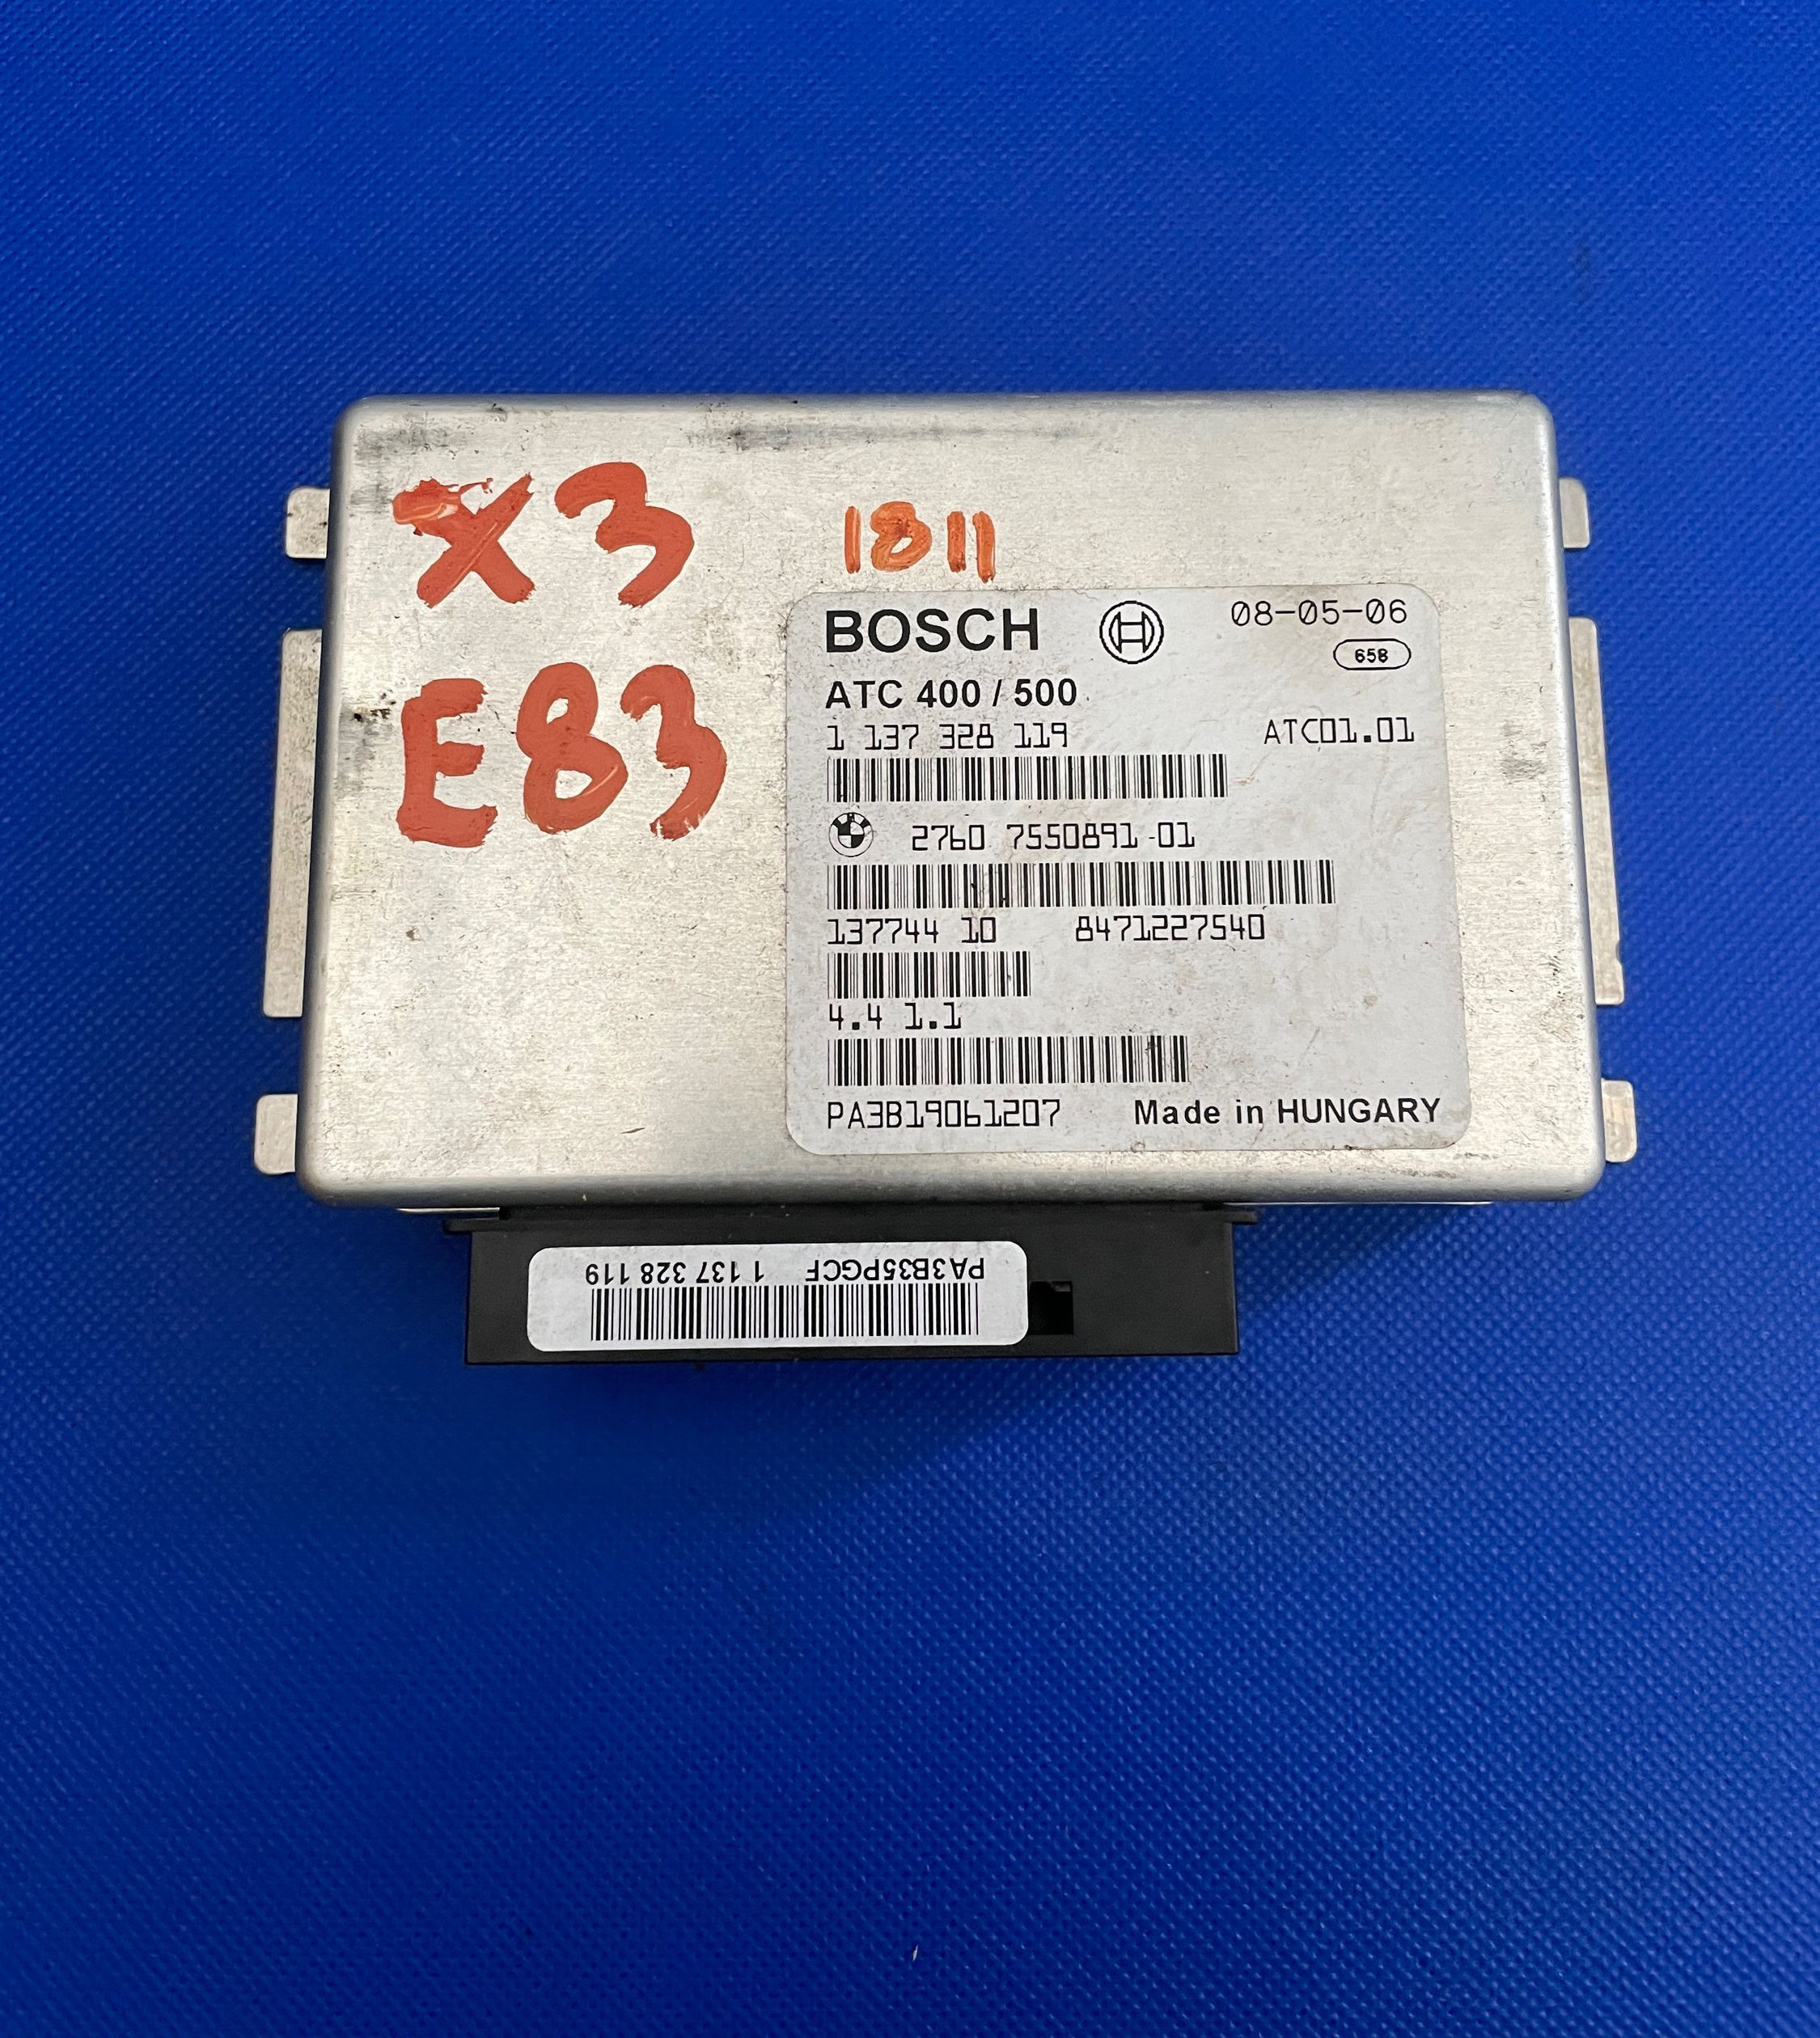 X3
1811
E83
BOSCH 08-05-06
658
ATC 400 / 500
1 137 328 119 ATC01.01
2760 7550891-01
137744 10 8471227540
4.4 1.1
PA3B19061207 Made in HUNGARY
PA3B35PGCF 1 137 328 119